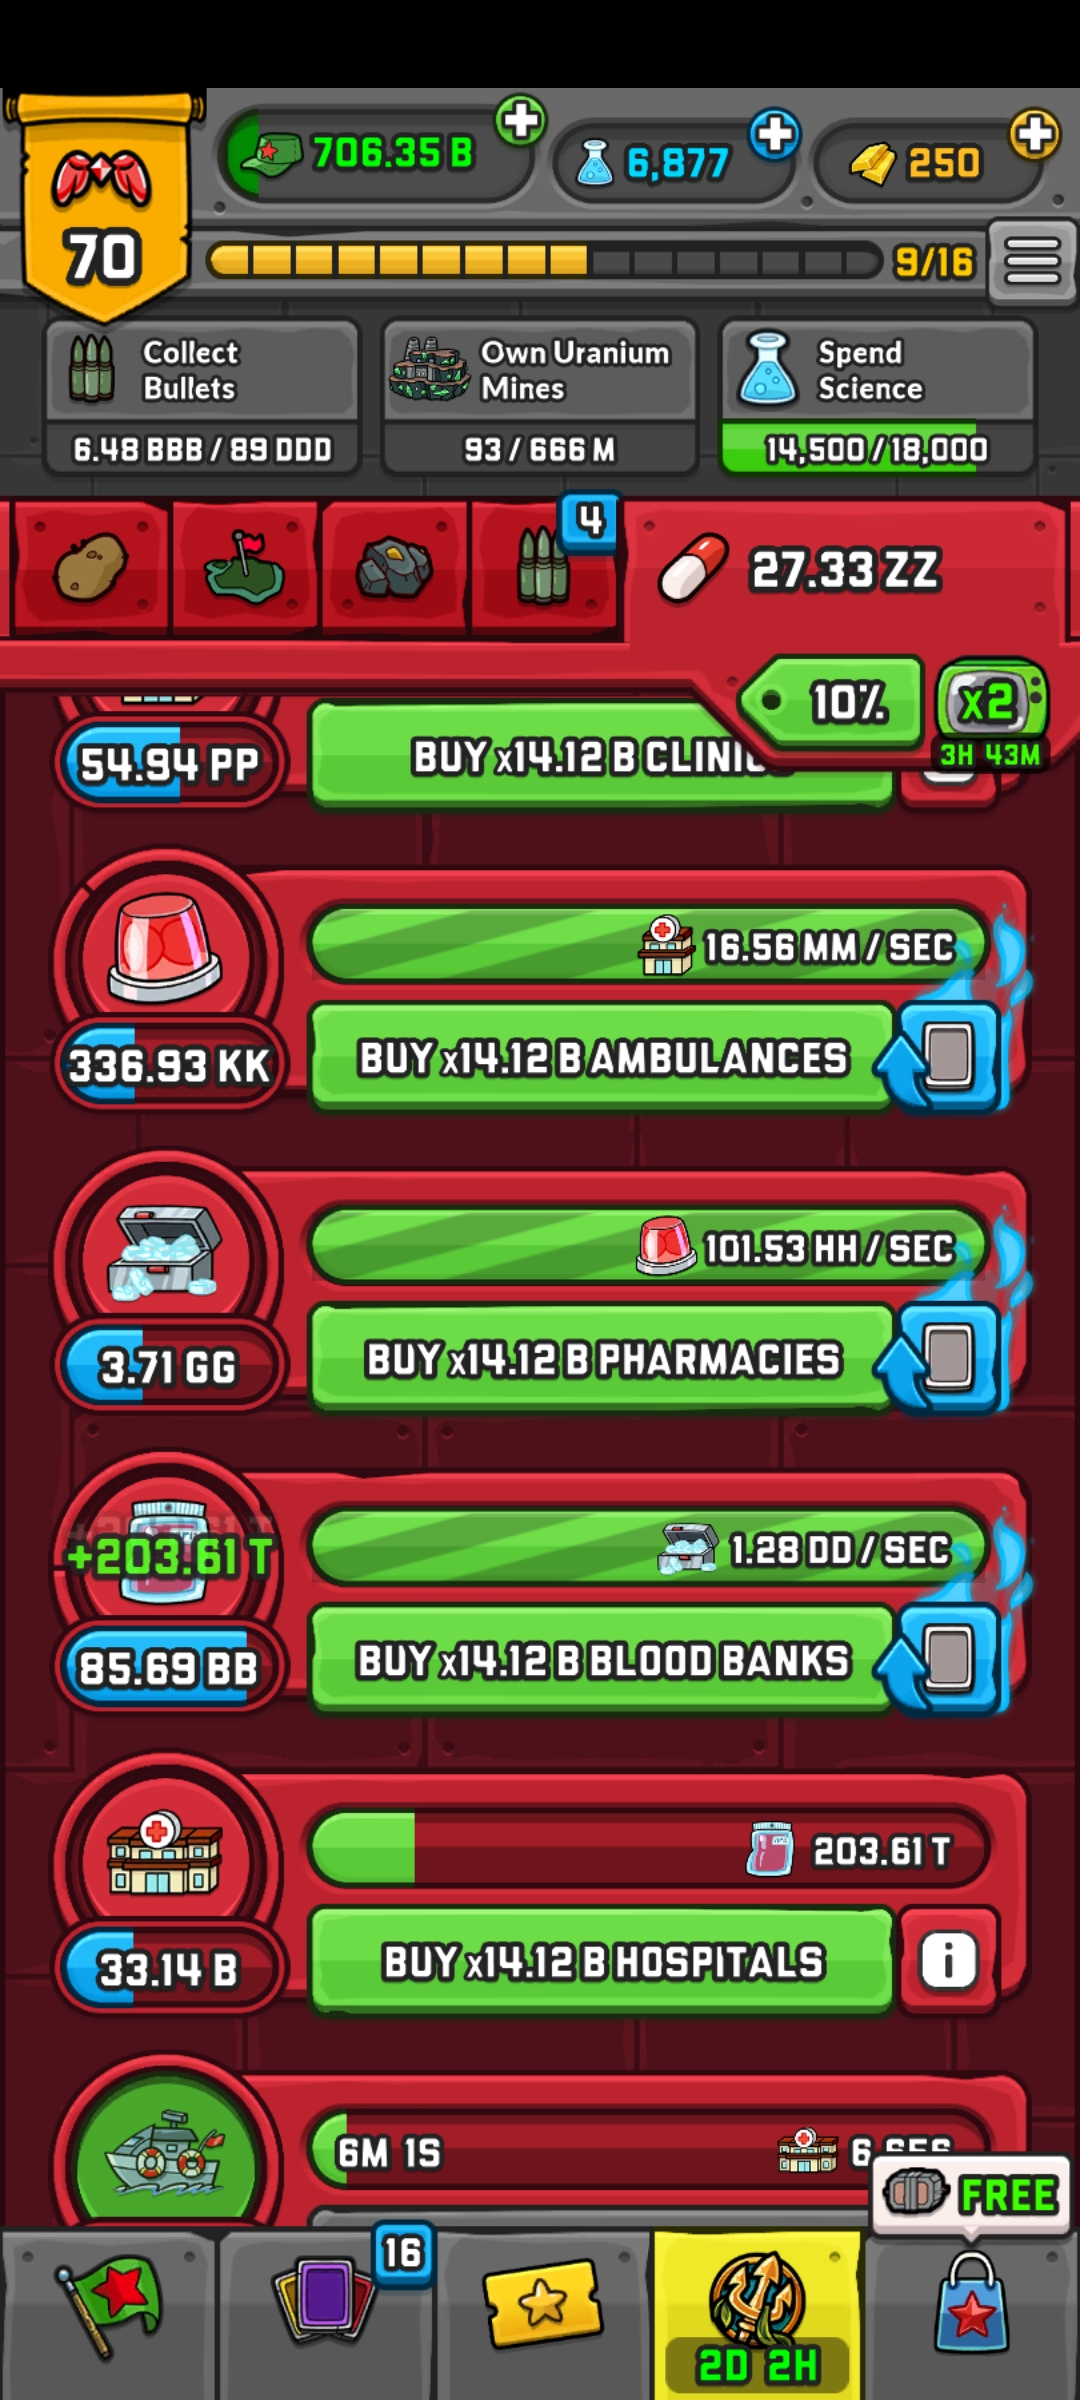 706.35 B
6,877
250
70
9/16
Collect
Bullets
Own Uranium
Mines
Spend
Science
6.48 BBB / 89 DDD
93 / 666 M
14,500/18,000
4
27.33 ZZ
10%
x2
3H 43M
54.94 PP
BUY x14.12 B
16.56 MM / SEC
336.93 KK
BUY x14.12 B AMBULANCES
101.53 HH / SEC
3.71 GG
BUY x14.12 B PHARMACIES
+203.61 T
1.28 DD / SEC
85.69 BB
BUY x14.12 B BLOOD BANKS
203.61 T
33.14 B
BUY x14.12 B HOSPITALS
i
6M 1S
FREE
16
2D 2H